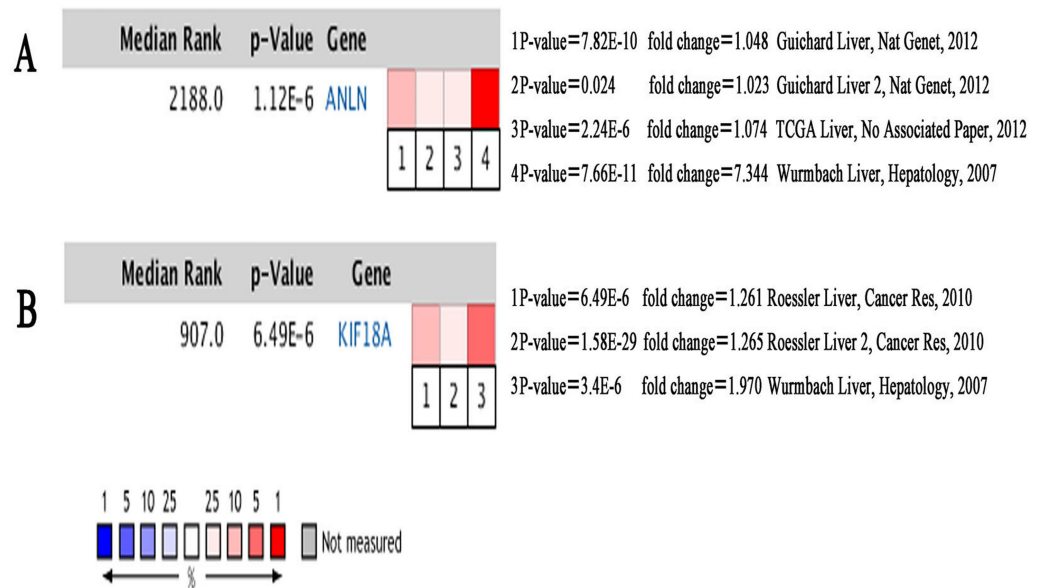 A
Median Rank p-Value Gene
2188.0 1.12E-6 ANLN
1 2 3 4
1P-value=7.82E-10 fold change=1.048 Guichard Liver, Nat Genet, 2012
2P-value=0.024 fold change=1.023 Guichard Liver 2, Nat Genet, 2012
3P-value=2.24E-6 fold change=1.074 TCGA Liver, No Associated Paper, 2012
4P-value=7.66E-11 fold change=7.344 Wurmbach Liver, Hepatology, 2007
B
Median Rank p-Value Gene
907.0 6.49E-6 KIF18A
1 2 3
1P-value=6.49E-6 fold change=1.261 Roessler Liver, Cancer Res, 2010
2P-value=1.58E-29 fold change=1.265 Roessler Liver 2, Cancer Res, 2010
3P-value=3.4E-6 fold change=1.970 Wurmbach Liver, Hepatology, 2007
1 5 10 25 25 10 5 1
Not measured
%